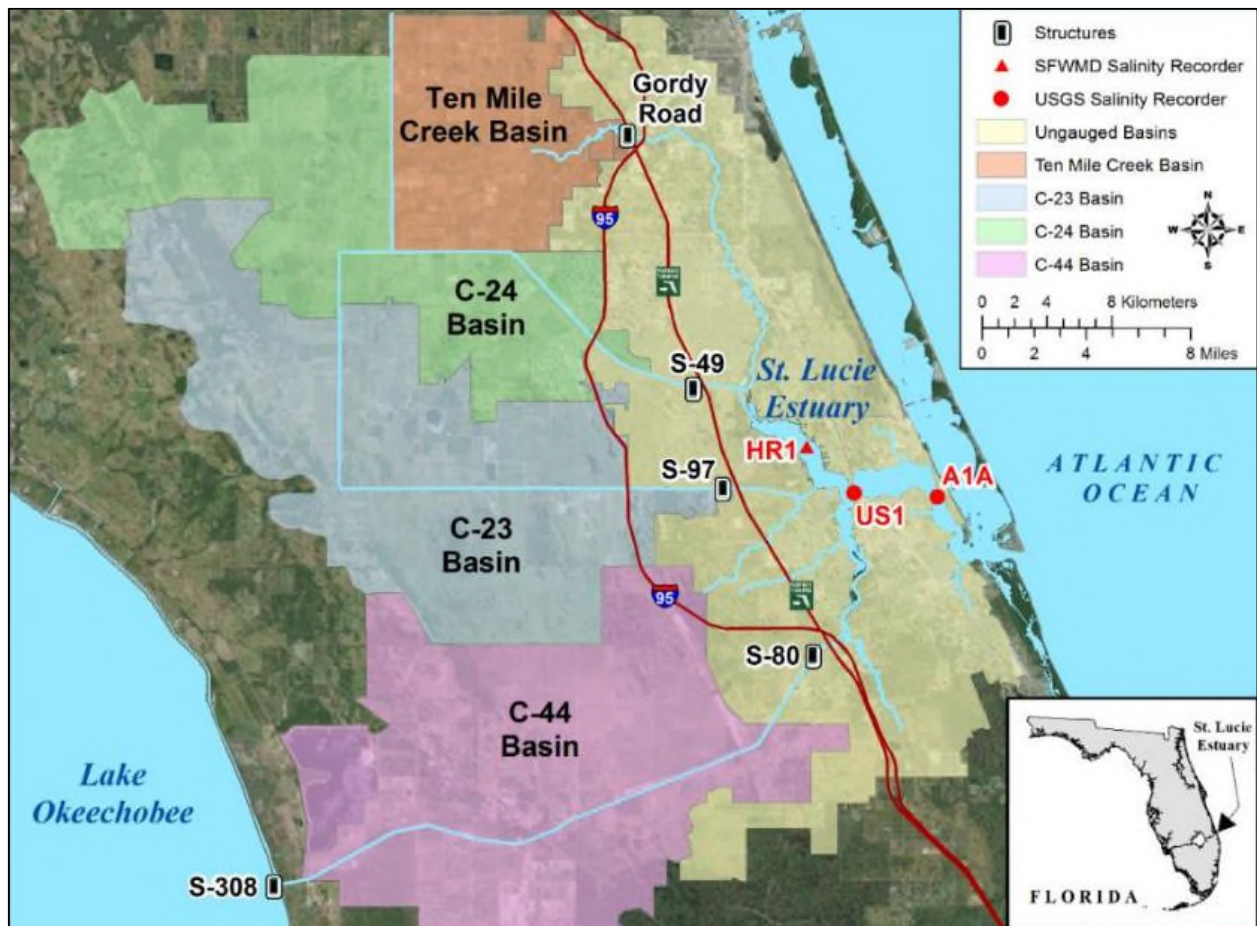 Structures
SFWMD Salinity Recorder
USGS Salinity Recorder
Ungauged Basins
Ten Mile Creek Basin
C-23 Basin
C-24 Basin
C-44 Basin
N
W E
S
0 2 4 8 Kilometers
0 2 4 8 Miles
Gordy
Road
Ten Mile
Creek Basin
95
C-24
Basin
S-49
St. Lucie
Estuary
HR1
S-97
A1A
US1
ATLANTIC
OCEAN
C-23
Basin
95
S-80
C-44
Basin
Lake
Okeechobee
S-308
St. Lucie
Estuary
FLORIDA